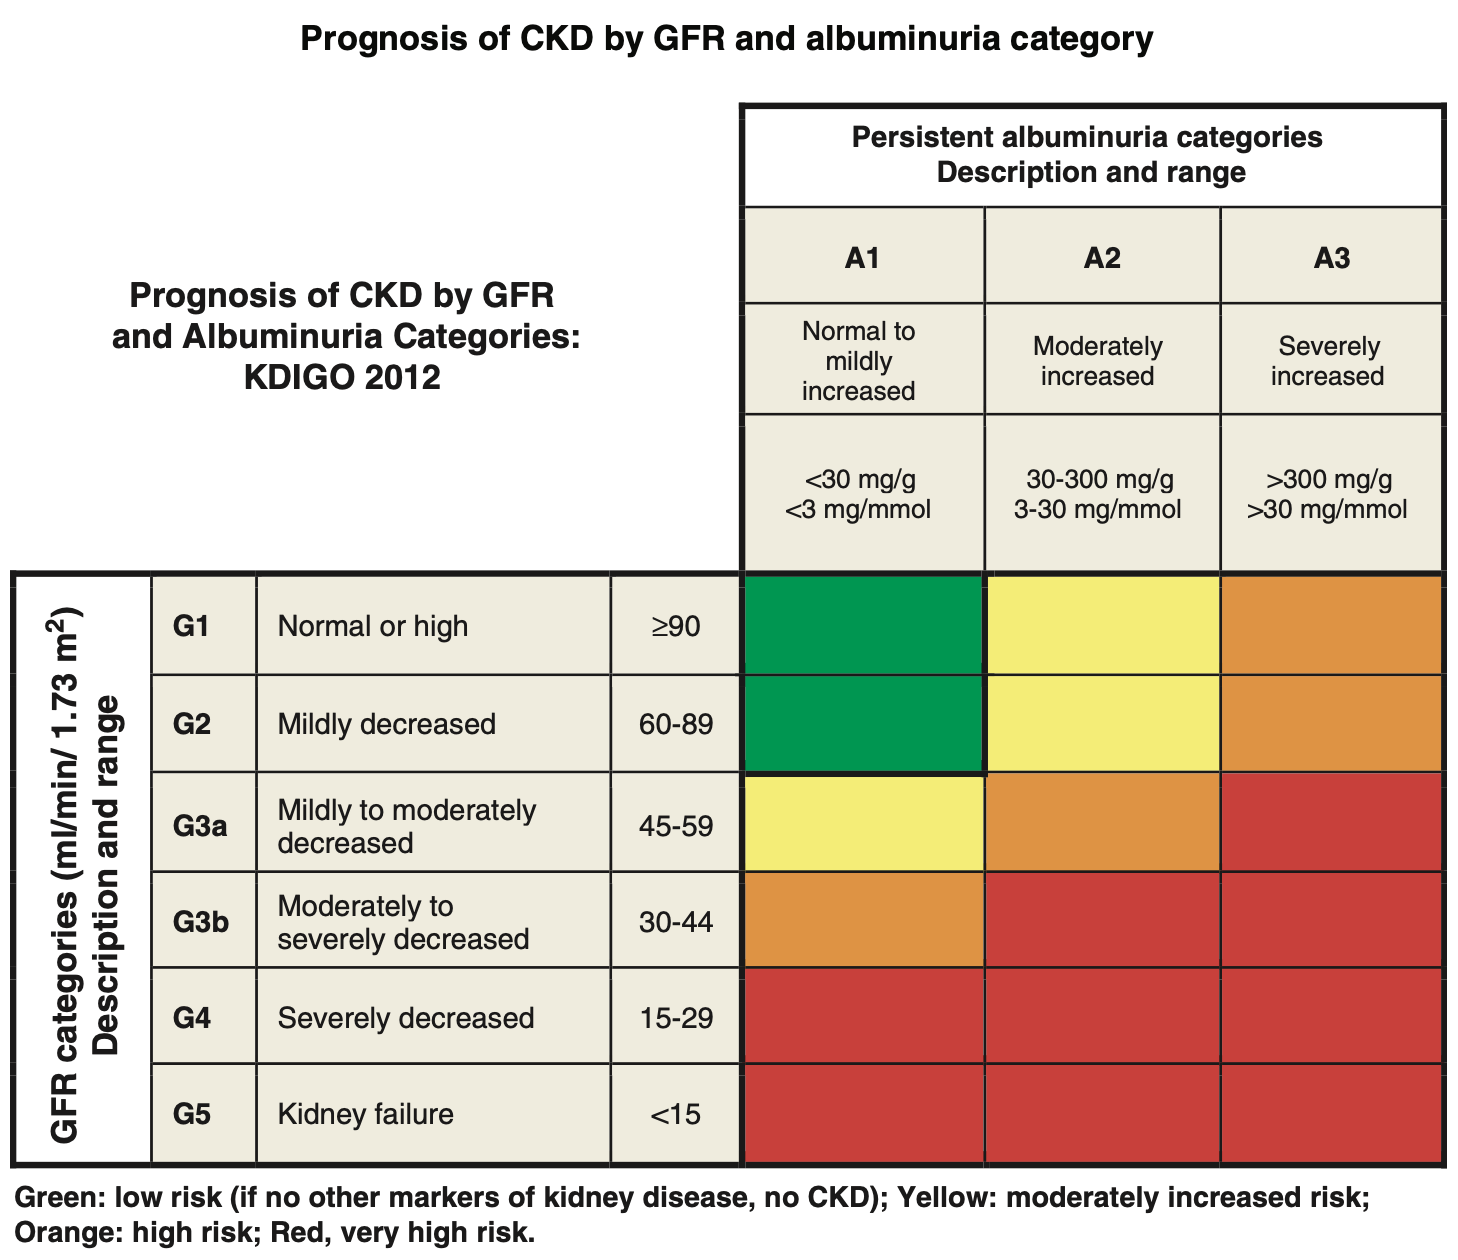 Prognosis of CKD by GFR and albuminuria category
Prognosis of CKD by GFR
and Albuminuria Categories:
KDIGO 2012
Persistent albuminuria categories
Description and range
A1
A2
A3
Normal to
mildly
increased
Moderately
increased
Severely
increased
<30 mg/g
<3 mg/mmol
30-300 mg/g
3-30 mg/mmol
>300 mg/g
>30 mg/mmol
GFR categories (ml/min/ 1.73 m²)
Description and range
G1
Normal or high
≥90
G2
Mildly decreased
60-89
G3a
Mildly to moderately
decreased
45-59
G3b
Moderately to
severely decreased
30-44
G4
Severely decreased
15-29
G5
Kidney failure
<15
Green: low risk (if no other markers of kidney disease, no CKD); Yellow: moderately increased risk;
Orange: high risk; Red, very high risk.